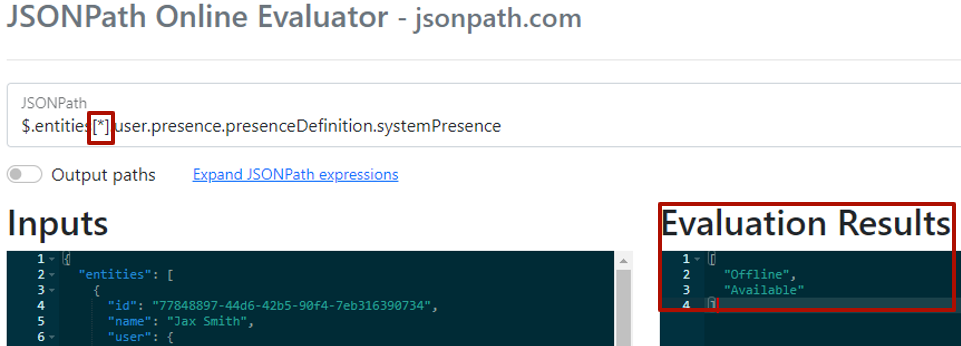 JSONPath Online Evaluator - jsonpath.com
JSONPath
$.entities[*].user.presence.presenceDefinition.systemPresence
Output paths Expand JSONPath expressions
Inputs
1 {
2 "entities": [
3 {
4 "id": "77848897-44d6-42b5-90f4-7eb316390734",
5 "name": "Jax Smith",
6 "user": {
Evaluation Results
1 [
2 "Offline",
3 "Available"
4 ]